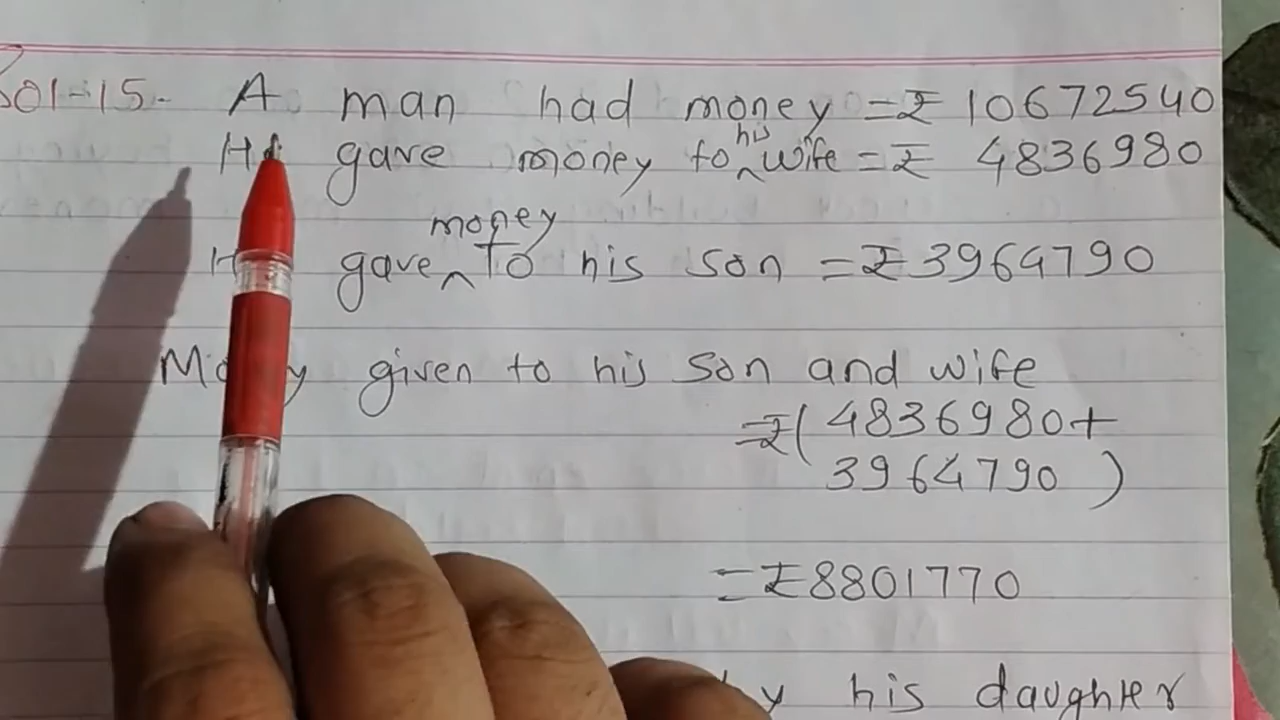 Sol-15- A man had money = ₹ 10672540
He gave money to ^ his wife = ₹ 4836980
gave ^ money To his son = ₹ 3964790
given to his son and wife
= ₹ ( 4836980+
3964790 )
= ₹ 8801770
his daughter